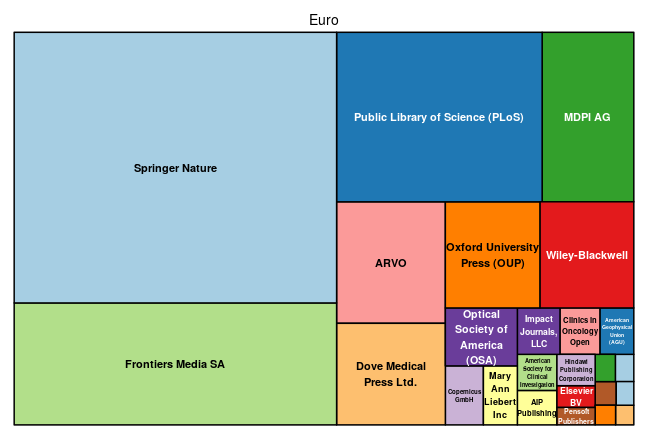 Euro
Springer Nature
Public Library of Science (PLoS)
MDPI AG
Frontiers Media SA
ARVO
Oxford University
Press (OUP)
Wiley-Blackwell
Dove Medical
Press Ltd.
Optical
Society of
America
(OSA)
Impact
Journals,
LLC
Clinics in
Oncology
Open
American
Geophysical
Union
(AGU)
Copernicus
GmbH
Mary
Ann
Liebert
Inc
American
Society for
Clinical
Investigation
AIP
Publishing
Hindawi
Publishing
Corporation
Elsevier
BV
Pensoft
Publishers